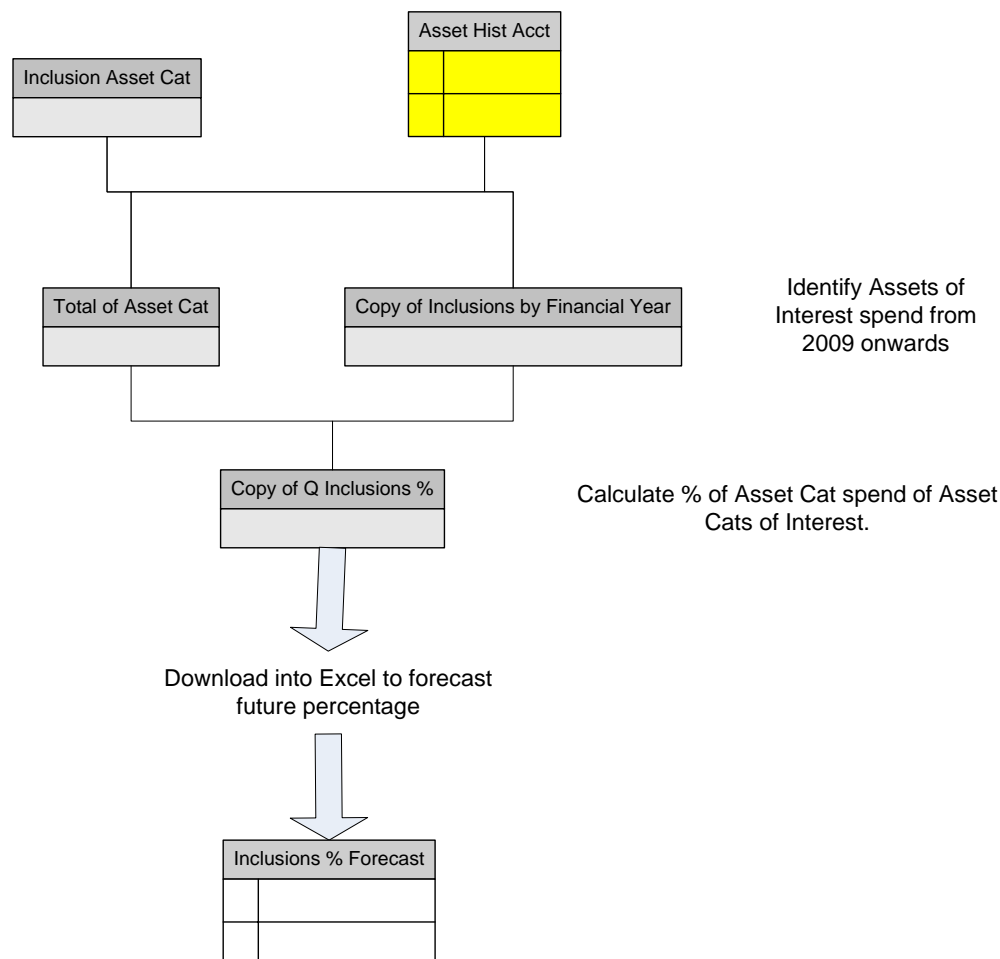 Asset Hist Acct
Inclusion Asset Cat
Total of Asset Cat
Copy of Inclusions by Financial Year
Identify Assets of
Interest spend from
2009 onwards
Copy of Q Inclusions %
Calculate % of Asset Cat spend of Asset
Cats of Interest.
Download into Excel to forecast
future percentage
Inclusions % Forecast